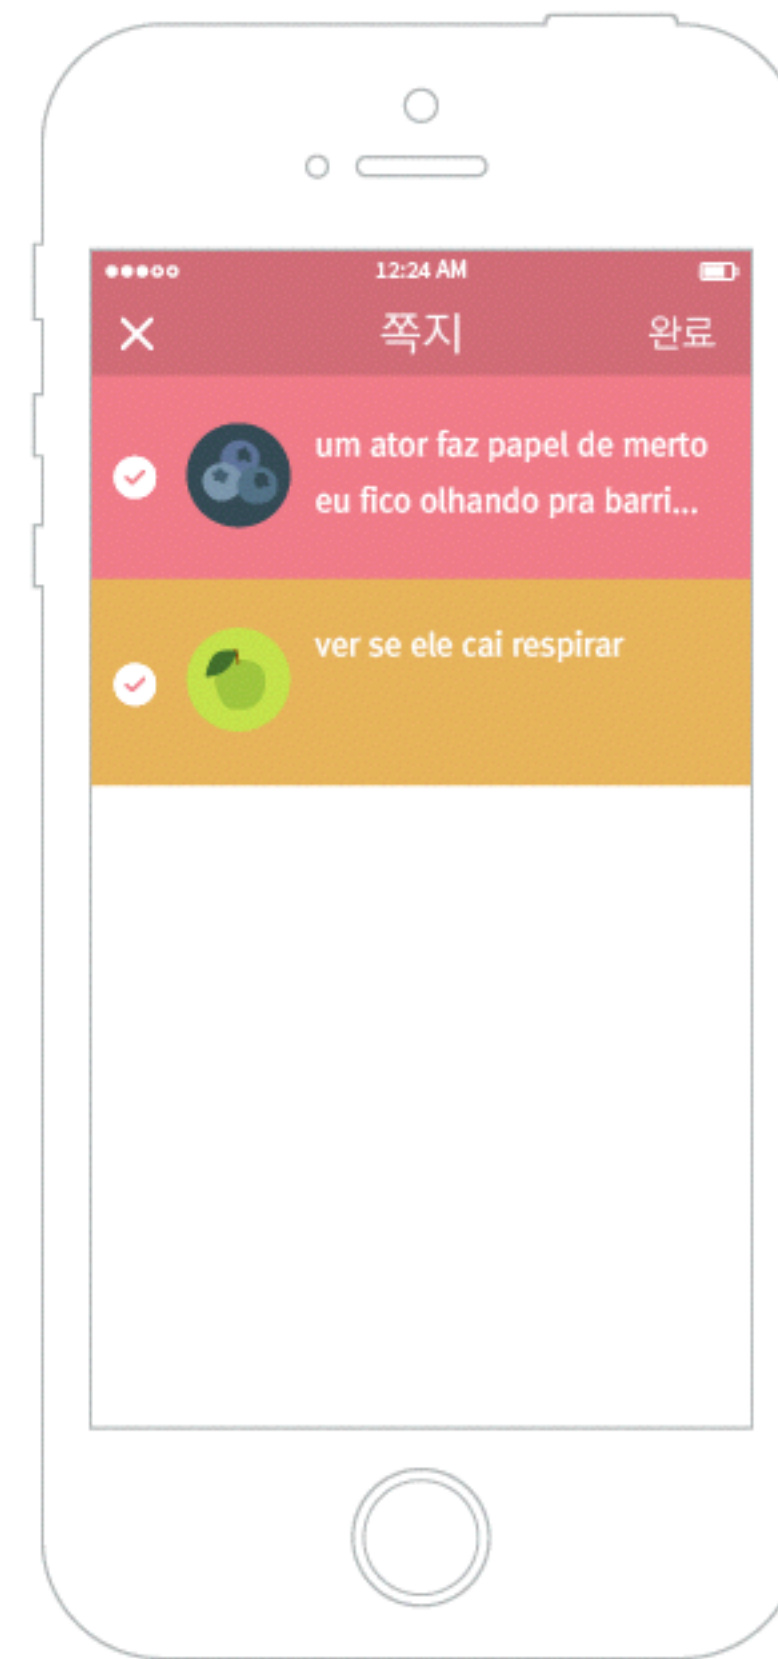 12:24 AM
쪽지
완료
um ator faz papel de merto
eu fico olhando pra barri...
ver se ele cai respirar